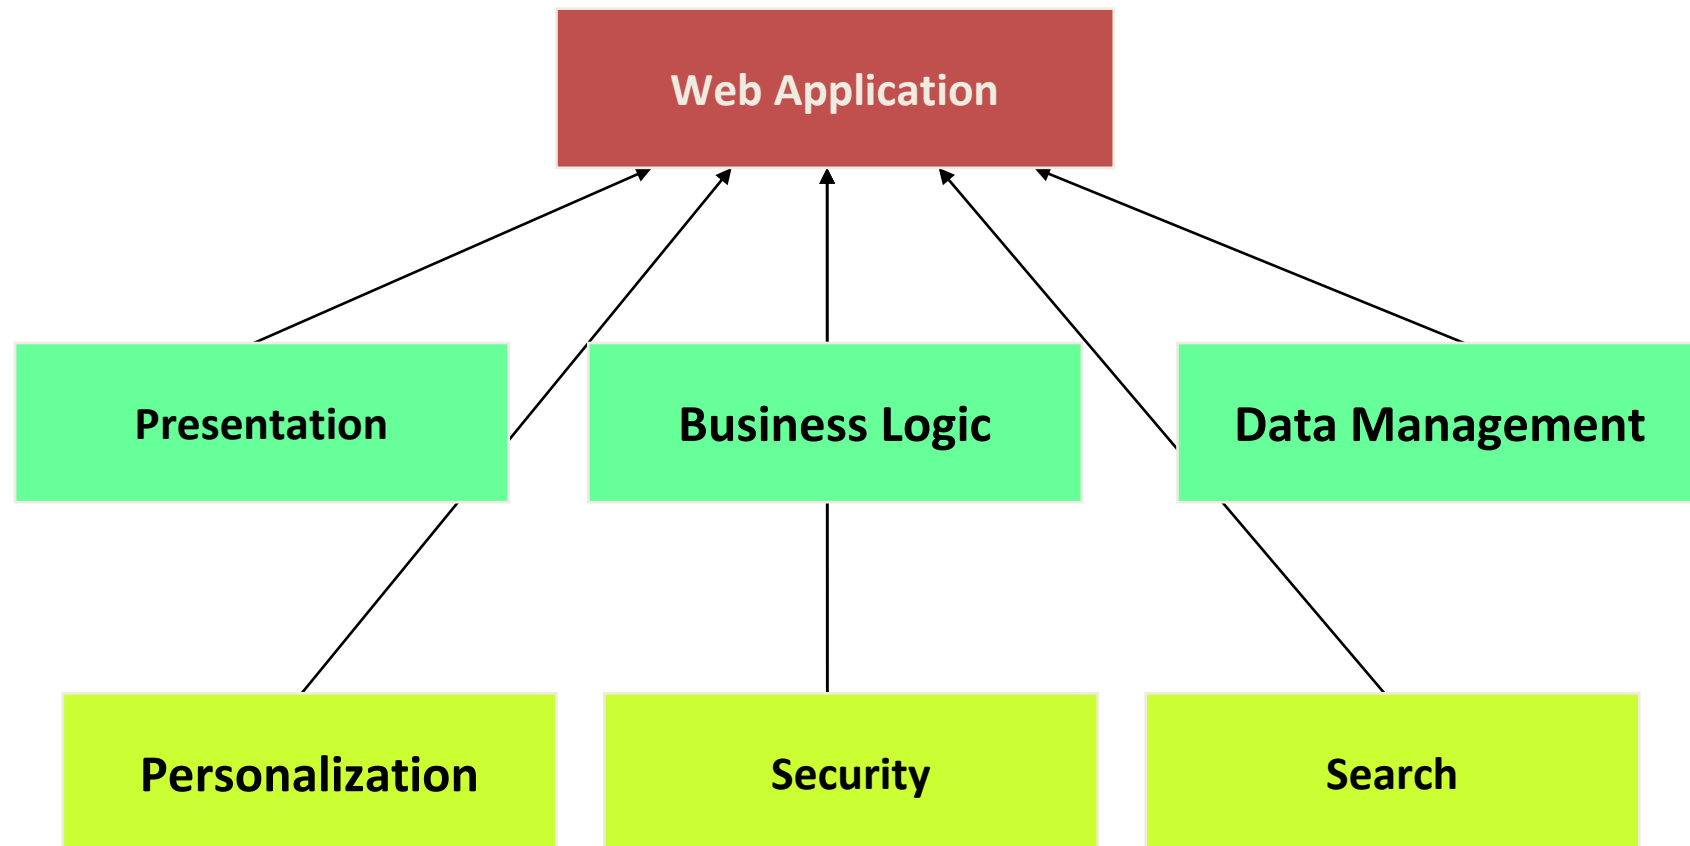 Web Application
Presentation
Business Logic
Data Management
Personalization
Security
Search